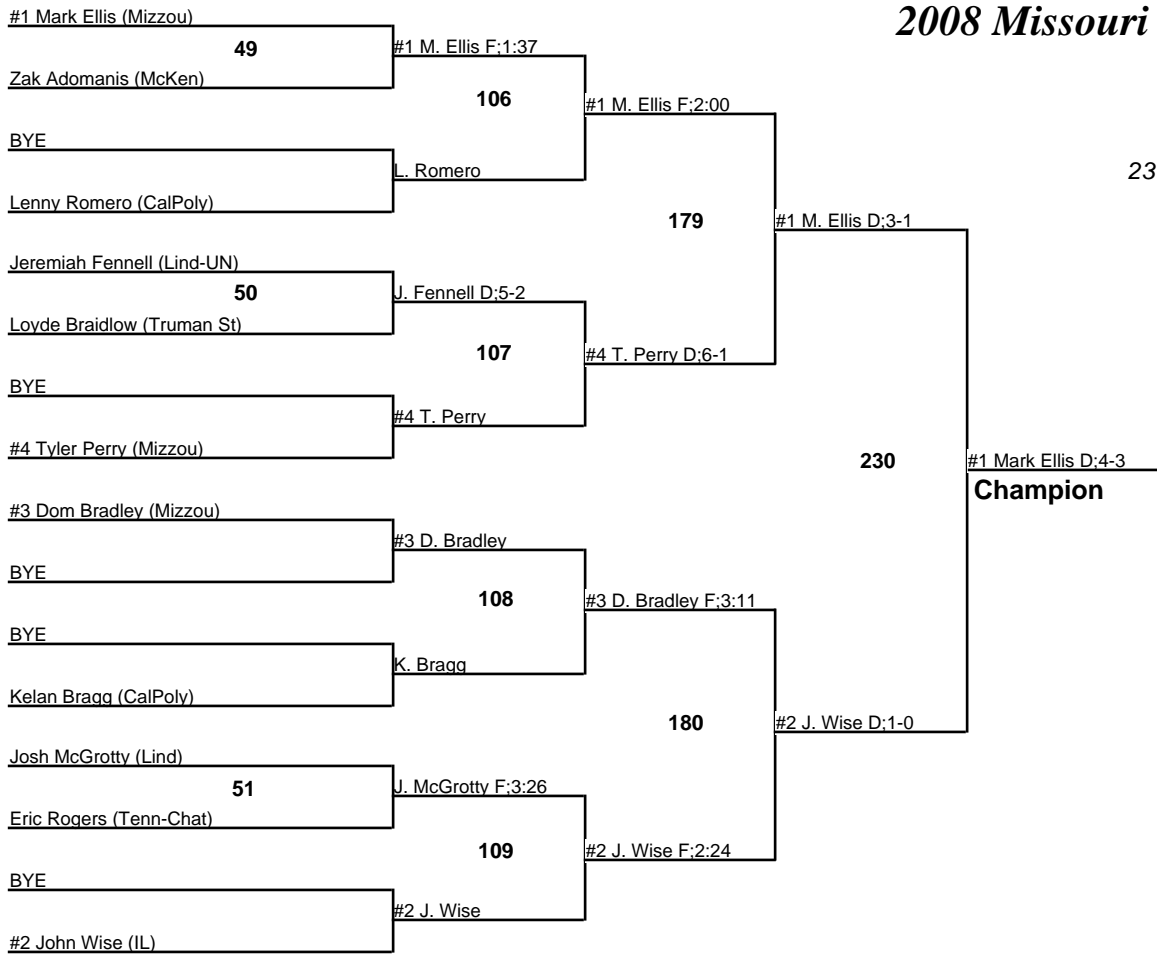 2008 Missouri
23
#1 Mark Ellis (Mizzou)
49
Zak Adomanis (McKen)
#1 M. Ellis F;1:37
106
BYE
L. Romero
Lenny Romero (CalPoly)
#1 M. Ellis F;2:00
179
Jeremiah Fennell (Lind-UN)
50
Loyde Braidlow (Truman St)
J. Fennell D;5-2
107
BYE
#4 T. Perry
#4 Tyler Perry (Mizzou)
#4 T. Perry D;6-1
#1 M. Ellis D;3-1
230
#1 Mark Ellis D;4-3
Champion
#3 Dom Bradley (Mizzou)
#3 D. Bradley
BYE
108
BYE
K. Bragg
Kelan Bragg (CalPoly)
#3 D. Bradley F;3:11
180
#2 J. Wise D;1-0
Josh McGrotty (Lind)
51
Eric Rogers (Tenn-Chat)
J. McGrotty F;3:26
109
BYE
#2 J. Wise
#2 John Wise (IL)
#2 J. Wise F;2:24